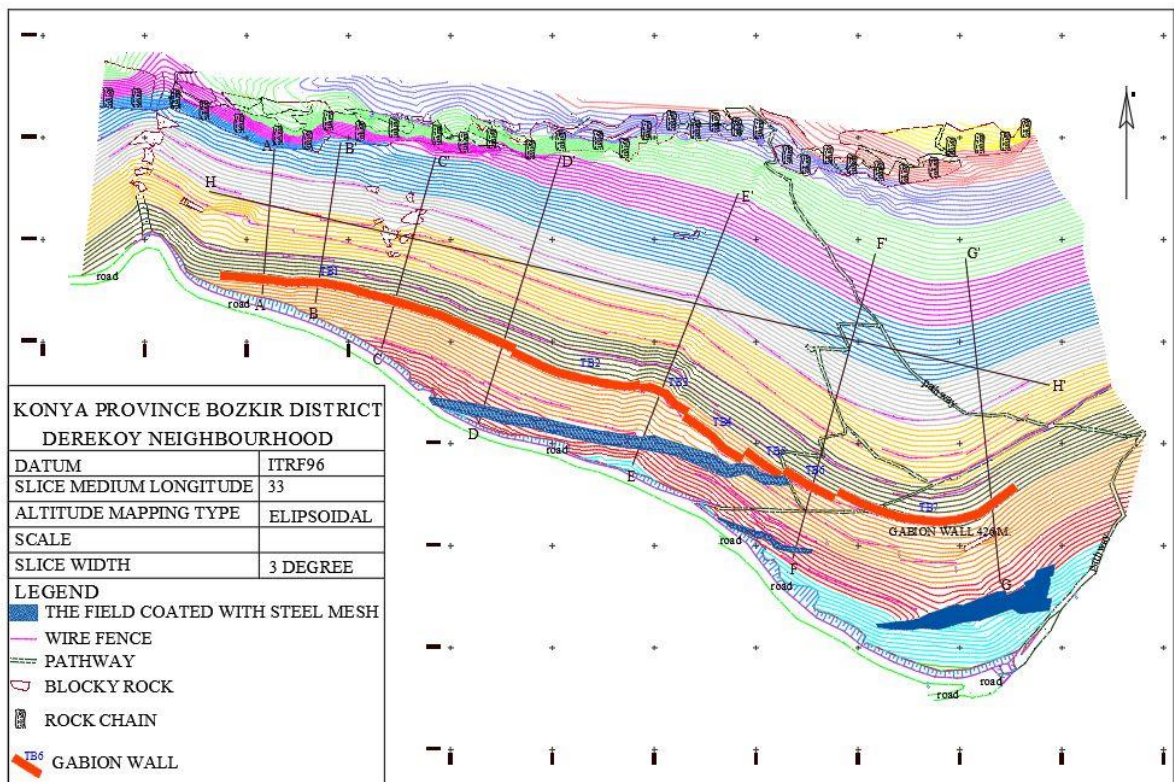 A'
B'
C'
D'
H
E'
F'
G'
road
TB1
road
A
B
C
TB2
TB3
H'
pathway
TB4
D
road
E
TB6
TB7
GABION WALL 426 M.
road
F
road
G
pathway
road
road
KONYA PROVINCE BOZKIR DISTRICT
DEREKOY NEIGHBOURHOOD
DATUM ITRF96
SLICE MEDIUM LONGITUDE 33
ALTITUDE MAPPING TYPE ELIPSOIDAL
SCALE
SLICE WIDTH 3 DEGREE
LEGEND
THE FIELD COATED WITH STEEL MESH
WIRE FENCE
PATHWAY
BLOCKY ROCK
ROCK CHAIN
TB6 GABION WALL